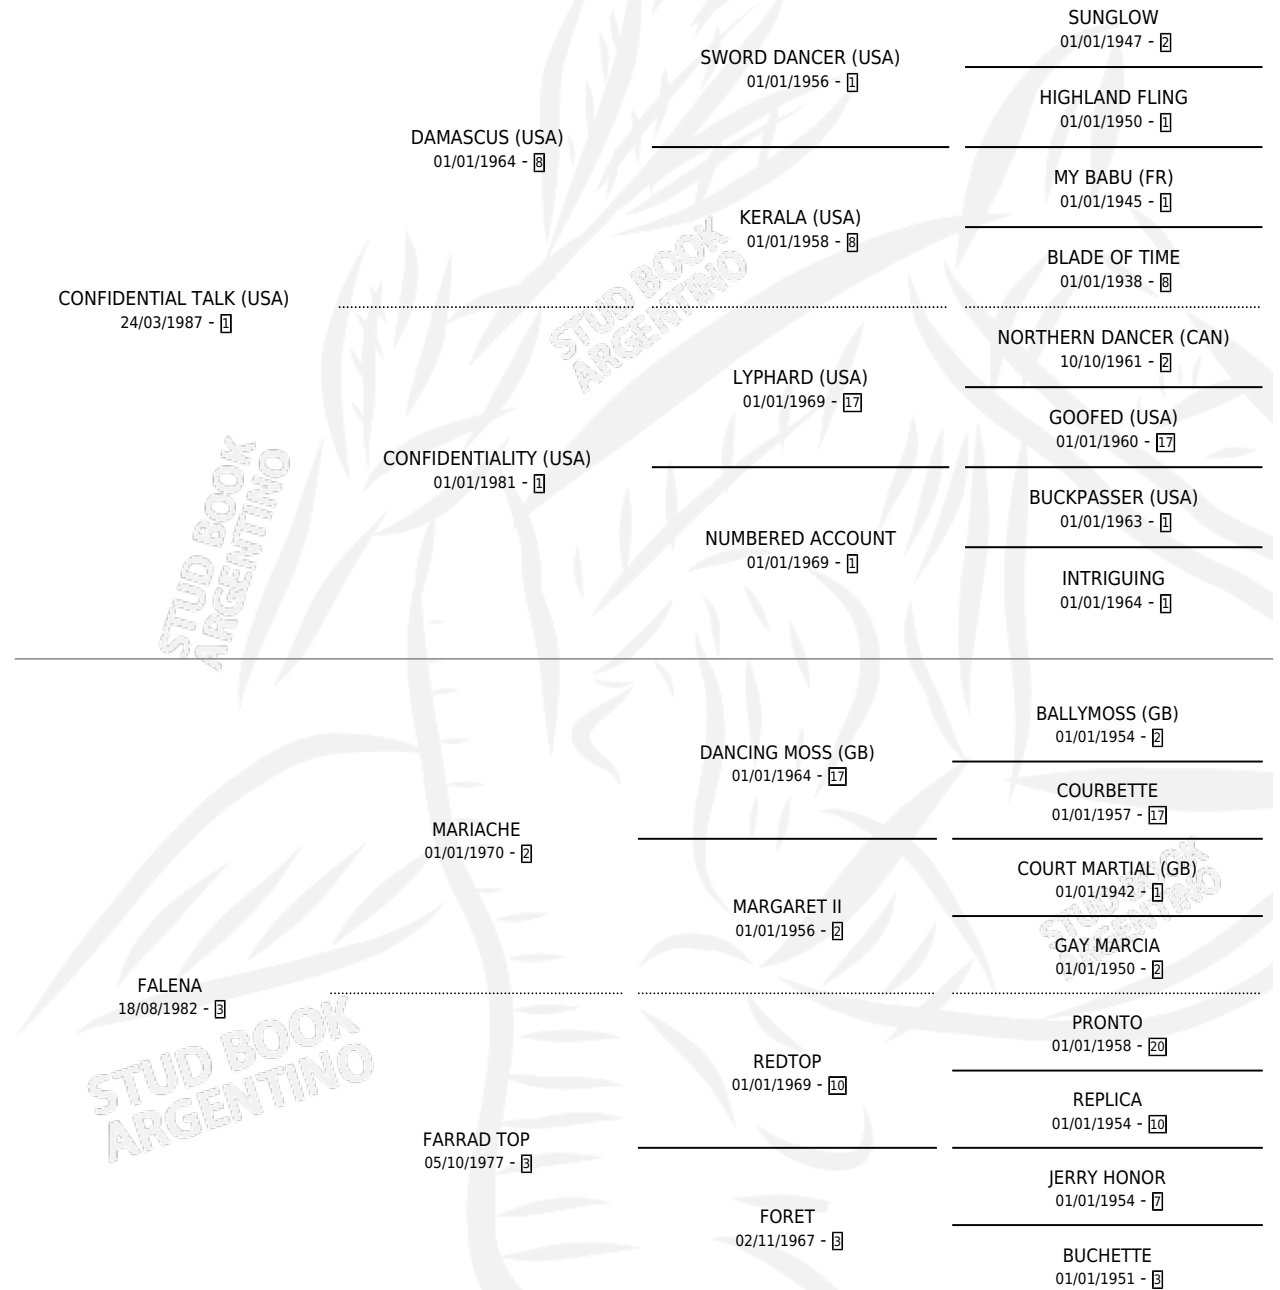 SUNGLOW
01/01/1947 - 2
SWORD DANCER (USA)
01/01/1956 - 1
HIGHLAND FLING
01/01/1950 - 1
DAMASCUS (USA)
01/01/1964 - 8
MY BABU (FR)
01/01/1945 - 1
KERALA (USA)
01/01/1958 - 8
BLADE OF TIME
01/01/1938 - 8
CONFIDENTIAL TALK (USA)
24/03/1987 - 1
NORTHERN DANCER (CAN)
10/10/1961 - 2
LYPHARD (USA)
01/01/1969 - 17
GOOFED (USA)
01/01/1960 - 17
CONFIDENTIALITY (USA)
01/01/1981 - 1
BUCKPASSER (USA)
01/01/1963 - 1
NUMBERED ACCOUNT
01/01/1969 - 1
INTRIGUING
01/01/1964 - 1
BALLYMOSS (GB)
01/01/1954 - 2
DANCING MOSS (GB)
01/01/1964 - 17
COURBETTE
01/01/1957 - 17
MARIACHE
01/01/1970 - 2
COURT MARTIAL (GB)
01/01/1942 - 1
MARGARET II
01/01/1956 - 2
GAY MARCIA
01/01/1950 - 2
FALENA
18/08/1982 - 3
PRONTO
01/01/1958 - 20
REDTOP
01/01/1969 - 10
REPLICA
01/01/1954 - 10
FARRAD TOP
05/10/1977 - 3
JERRY HONOR
01/01/1954 - 7
FORET
02/11/1967 - 3
BUCHETTE
01/01/1951 - 3
STUD BOOK
ARGENTINO
STUD BOOK
ARGENTINO
STUD BOOK
ARGENTINO
STUD BOOK
ARGENTINO